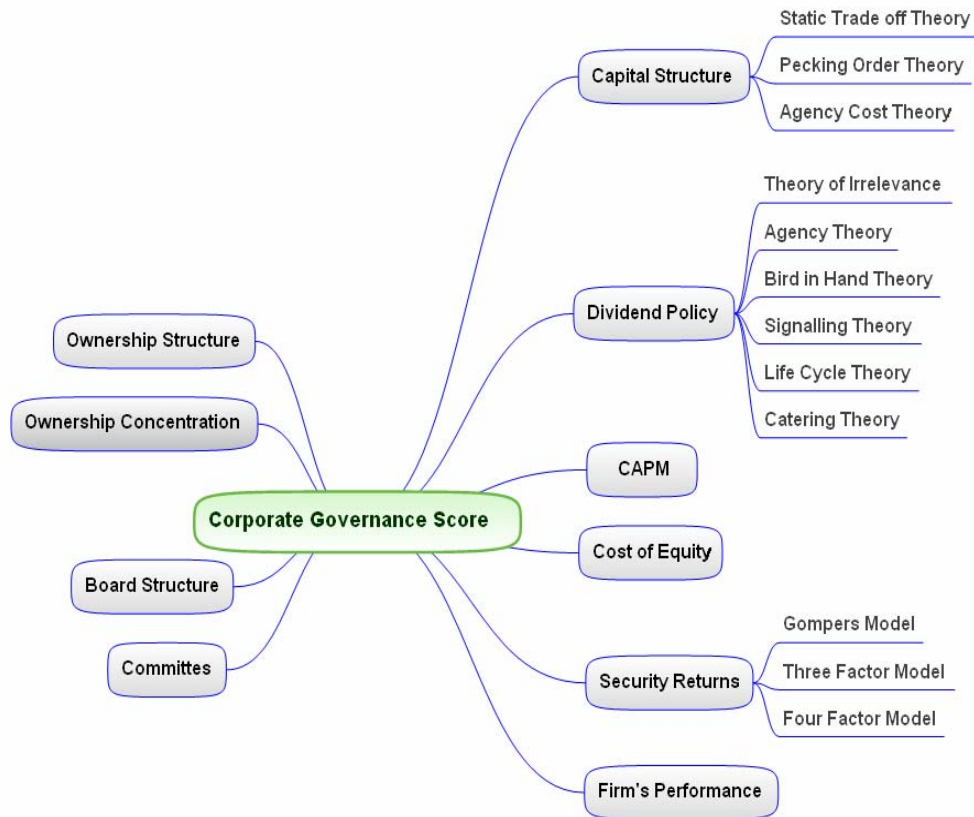 Static Trade off Theory
Capital Structure
Pecking Order Theory
Agency Cost Theory
Theory of Irrelevance
Agency Theory
Bird in Hand Theory
Dividend Policy
Signalling Theory
Life Cycle Theory
Catering Theory
Ownership Structure
Ownership Concentration
CAPM
Corporate Governance Score
Cost of Equity
Board Structure
Committes
Gompers Model
Security Returns
Three Factor Model
Four Factor Model
Firm's Performance